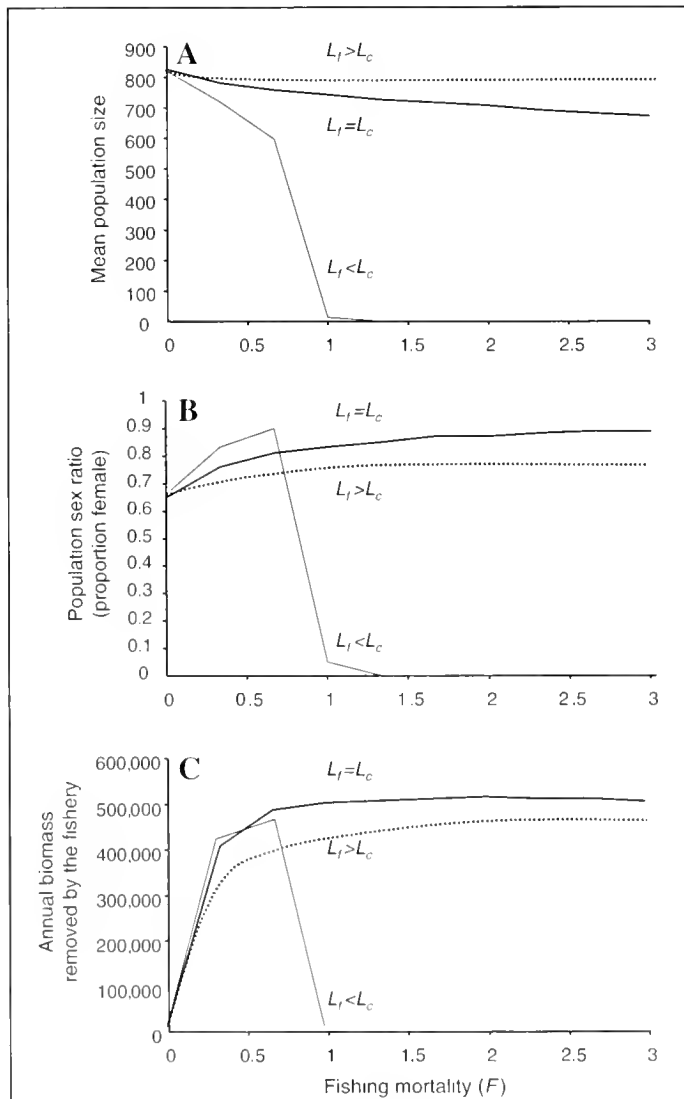 A
900
800
700
600
500
400
300
200
100
0
Mean population size
L_f>L_c
L_f=L_c
L_f<L_c
0 0.5 1 1.5 2 2.5 3
B
0.9
0.8
0.7
0.6
0.5
0.4
0.3
0.2
0.1
0
Population sex ratio
(proportion female)
L_f=L_c
L_f>L_c
L_f<L_c
0 0.5 1 1.5 2 2.5 3
C
600,000
500,000
400,000
300,000
200,000
100,000
0
Annual biomass
removed by the fishery
L_f=L_c
L_f>L_c
L_f<L_c
0 0.5 1 1.5 2 2.5 3
Fishing mortality (F)